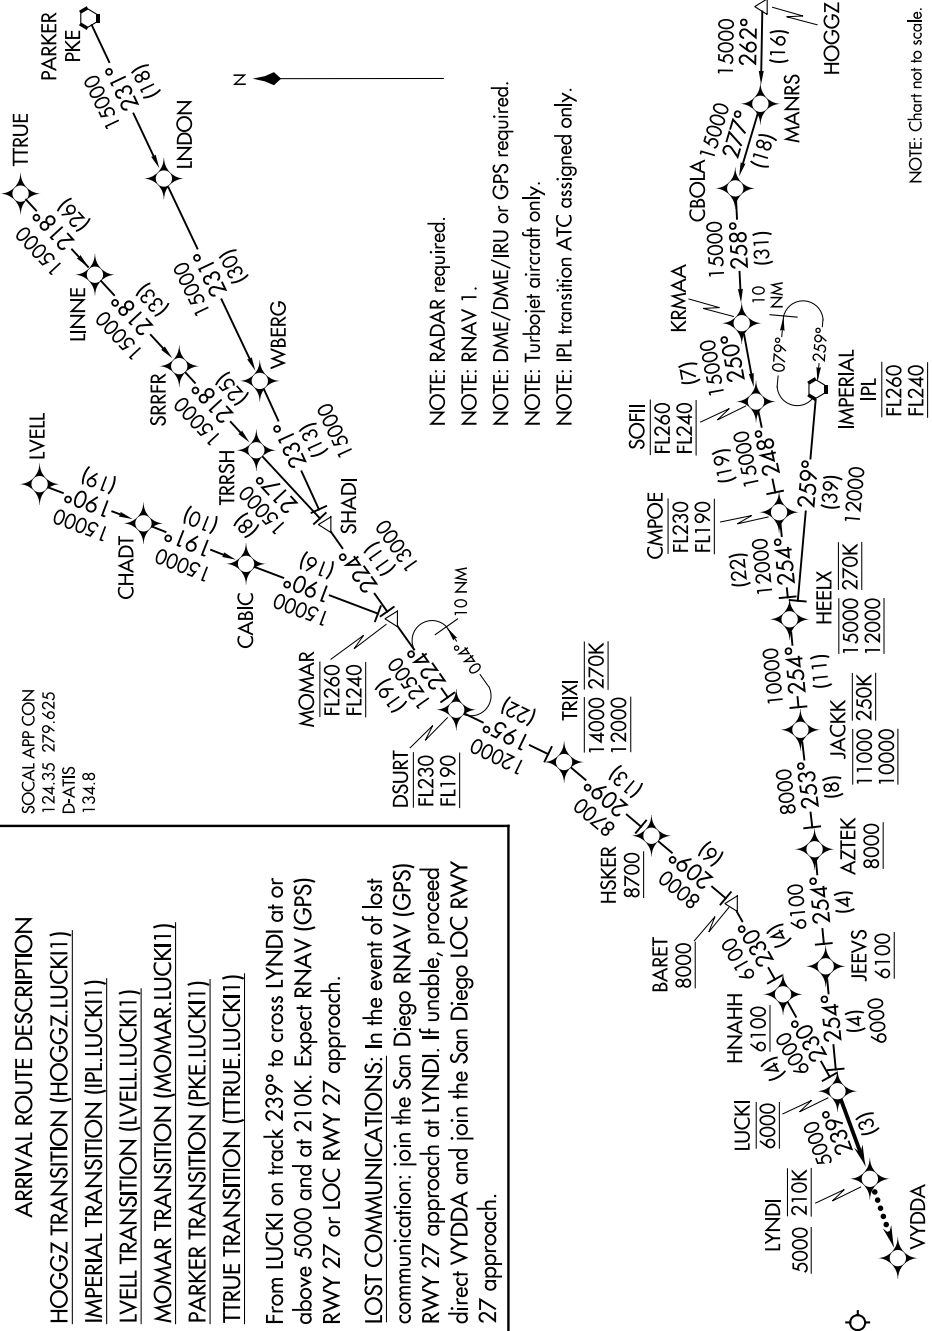 ARRIVAL ROUTE DESCRIPTION
HOGGZ TRANSITION (HOGGZ.LUCKI1)
IMPERIAL TRANSITION (IPL.LUCKI1)
LVELL TRANSITION (LVELL.LUCKI1)
MOMAR TRANSITION (MOMAR.LUCKI1)
PARKER TRANSITION (PKE.LUCKI1)
TTRUE TRANSITION (TTRUE.LUCKI1)
From LUCKI on track 239° to cross LYNDI at or
above 5000 and at 210K. Expect RNAV (GPS)
RWY 27 or LOC RWY 27 approach.
LOST COMMUNICATIONS: In the event of lost
communication: join the San Diego RNAV (GPS)
RWY 27 approach at LYNDI. If unable, proceed
direct VYDDA and join the San Diego LOC RWY
27 approach.
SOCAL APP CON
124.35 279.625
D-ATIS
134.8
LVELL
15000
190°
(19)
CHADT
15000
191°
(10)
CABIC
15000
190°
(16)
TTRUE
15000
218°
(26)
LINNE
15000
218°
(33)
SRRFR
15000
218°
(25)
TRRSH
15000
217°
(8)
PARKER
PKE
15000
231°
(18)
LNDON
15000
231°
(30)
WBERG
231°
(13)
15000
SHADI
224°
(11)
13000
MOMAR
FL260
FL240
(19)
12500
224°
044°
10 NM
DSURT
FL230
FL190
12000
195°
(22)
TRIXI
14000 270K
12000
8700
209°
(13)
HSKER
8700
8000
209°
(6)
BARET
8000
6100
230°
(4)
HNAHH
6100
6000
230°
(4)
LUCKI
6000
5000
239°
(3)
LYNDI
5000 210K
VYDDA
N
NOTE: RADAR required.
NOTE: RNAV 1.
NOTE: DME/DME/IRU or GPS required.
NOTE: Turbojet aircraft only.
NOTE: IPL transition ATC assigned only.
HOGGZ
15000
262°
(16)
MANRS
15000
277°
(18)
CBOLA
15000
258°
(31)
KRMAA
(7)
15000
250°
SOFII
FL260
FL240
(19)
15000
248°
CMPOE
FL230
FL190
(22)
12000
254°
10
NM
079°
259°
IMPERIAL
IPL
FL260
FL240
259°
(39)
12000
HEELX
15000 270K
12000
10000
254°
(11)
JACKK
11000 250K
10000
8000
253°
(8)
AZTEK
8000
6100
254°
(4)
JEEVS
6100
254°
(4)
6000
NOTE: Chart not to scale.